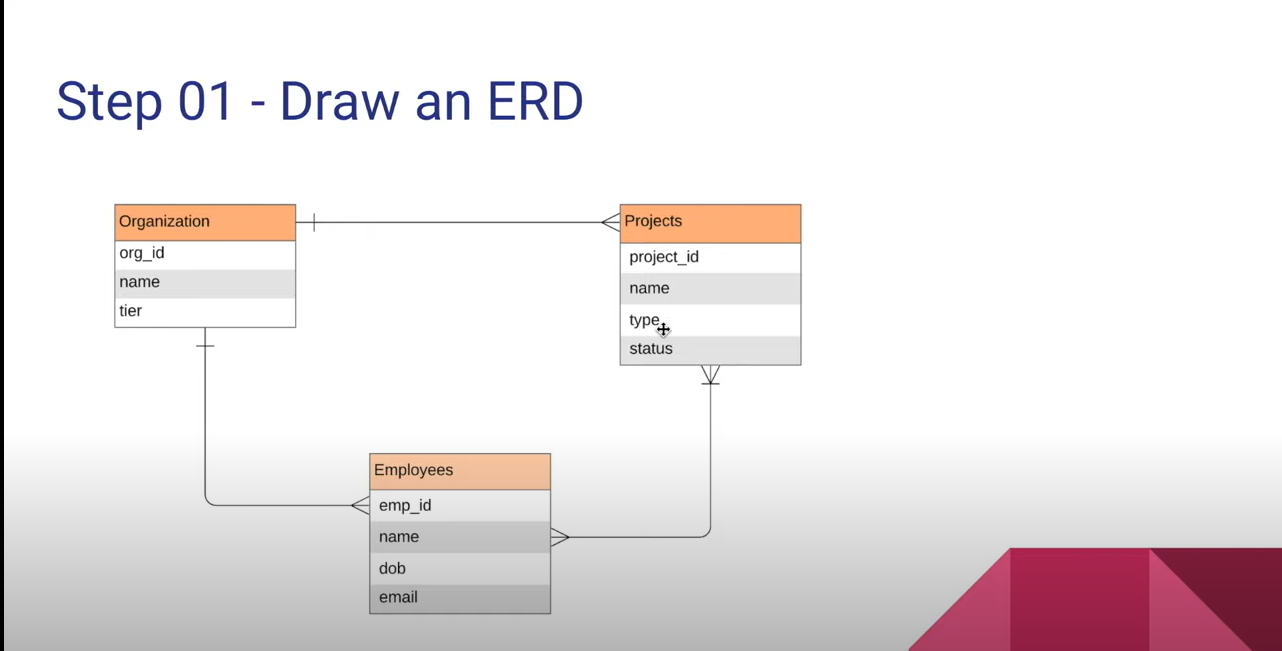 Step 01 - Draw an ERD
Organization
org_id
name
tier
Projects
project_id
name
type
status
Employees
emp_id
name
dob
email